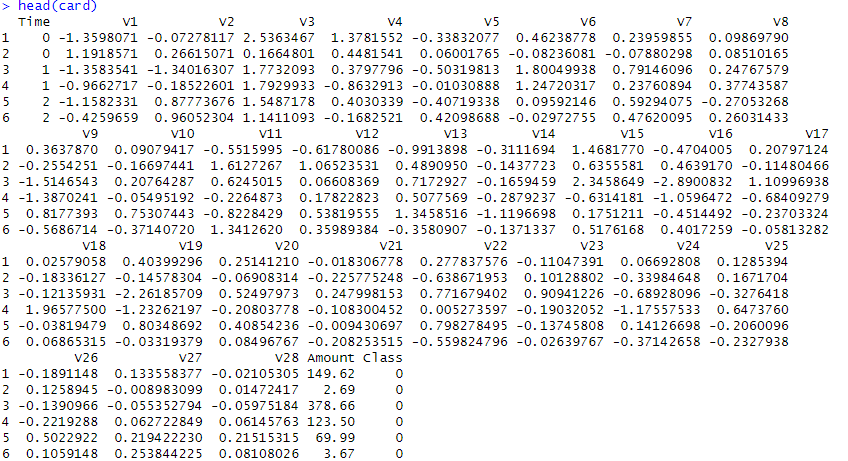 > head(card)
Time V1 V2 V3 V4 V5 V6 V7 V8
1 0 -1.3598071 -0.07278117 2.5363467 1.3781552 -0.33832077 0.46238778 0.23959855 0.09869790
2 0 1.1918571 0.26615071 0.1664801 0.4481541 0.06001765 -0.08236081 -0.07880298 0.08510165
3 1 -1.3583541 -1.34016307 1.7732093 0.3797796 -0.50319813 1.80049938 0.79146096 0.24767579
4 1 -0.9662717 -0.18522601 1.7929933 -0.8632913 -0.01030888 1.24720317 0.23760894 0.37743587
5 2 -1.1582331 0.87773676 1.5487178 0.4030339 -0.40719338 0.09592146 0.59294075 -0.27053268
6 2 -0.4259659 0.96052304 1.1411093 -0.1682521 0.42098688 -0.02972755 0.47620095 0.26031433
V9 V10 V11 V12 V13 V14 V15 V16 V17
1 0.3637870 0.09079417 -0.5515995 -0.61780086 -0.9913898 -0.3111694 1.4681770 -0.4704005 0.20797124
2 -0.2554251 -0.16697441 1.6127267 1.06523531 0.4890950 -0.1437723 0.6355581 0.4639170 -0.11480466
3 -1.5146543 0.20764287 0.6245015 0.06608369 0.7172927 -0.1659459 2.3458649 -2.8900832 1.10996938
4 -1.3870241 -0.05495192 -0.2264873 0.17822823 0.5077569 -0.2879237 -0.6314181 -1.0596472 -0.68409279
5 0.8177393 0.75307443 -0.8228429 0.53819555 1.3458516 -1.1196698 0.1751211 -0.4514492 -0.23703324
6 -0.5686714 -0.37140720 1.3412620 0.35989384 -0.3580907 -0.1371337 0.5176168 0.4017259 -0.05813282
V18 V19 V20 V21 V22 V23 V24 V25
1 0.02579058 0.40399296 0.25141210 -0.018306778 0.277837576 -0.11047391 0.06692808 0.1285394
2 -0.18336127 -0.14578304 -0.06908314 -0.225775248 -0.638671953 0.10128802 -0.33984648 0.1671704
3 -0.12135931 -2.26185709 0.52497973 0.247998153 0.771679402 0.90941226 -0.68928096 -0.3276418
4 1.96577500 -1.23262197 -0.20803778 -0.108300452 0.005273597 -0.19032052 -1.17557533 0.6473760
5 -0.03819479 0.80348692 0.40854236 -0.009430697 0.798278495 -0.13745808 0.14126698 -0.2060096
6 0.06865315 -0.03319379 0.08496767 -0.208253515 -0.559824796 -0.02639767 -0.37142658 -0.2327938
V26 V27 V28 Amount Class
1 -0.1891148 0.133558377 -0.02105305 149.62 0
2 0.1258945 -0.008983099 0.01472417 2.69 0
3 -0.1390966 -0.055352794 -0.05975184 378.66 0
4 -0.2219288 0.062722849 0.06145763 123.50 0
5 0.5022922 0.219422230 0.21515315 69.99 0
6 0.1059148 0.253844225 0.08108026 3.67 0